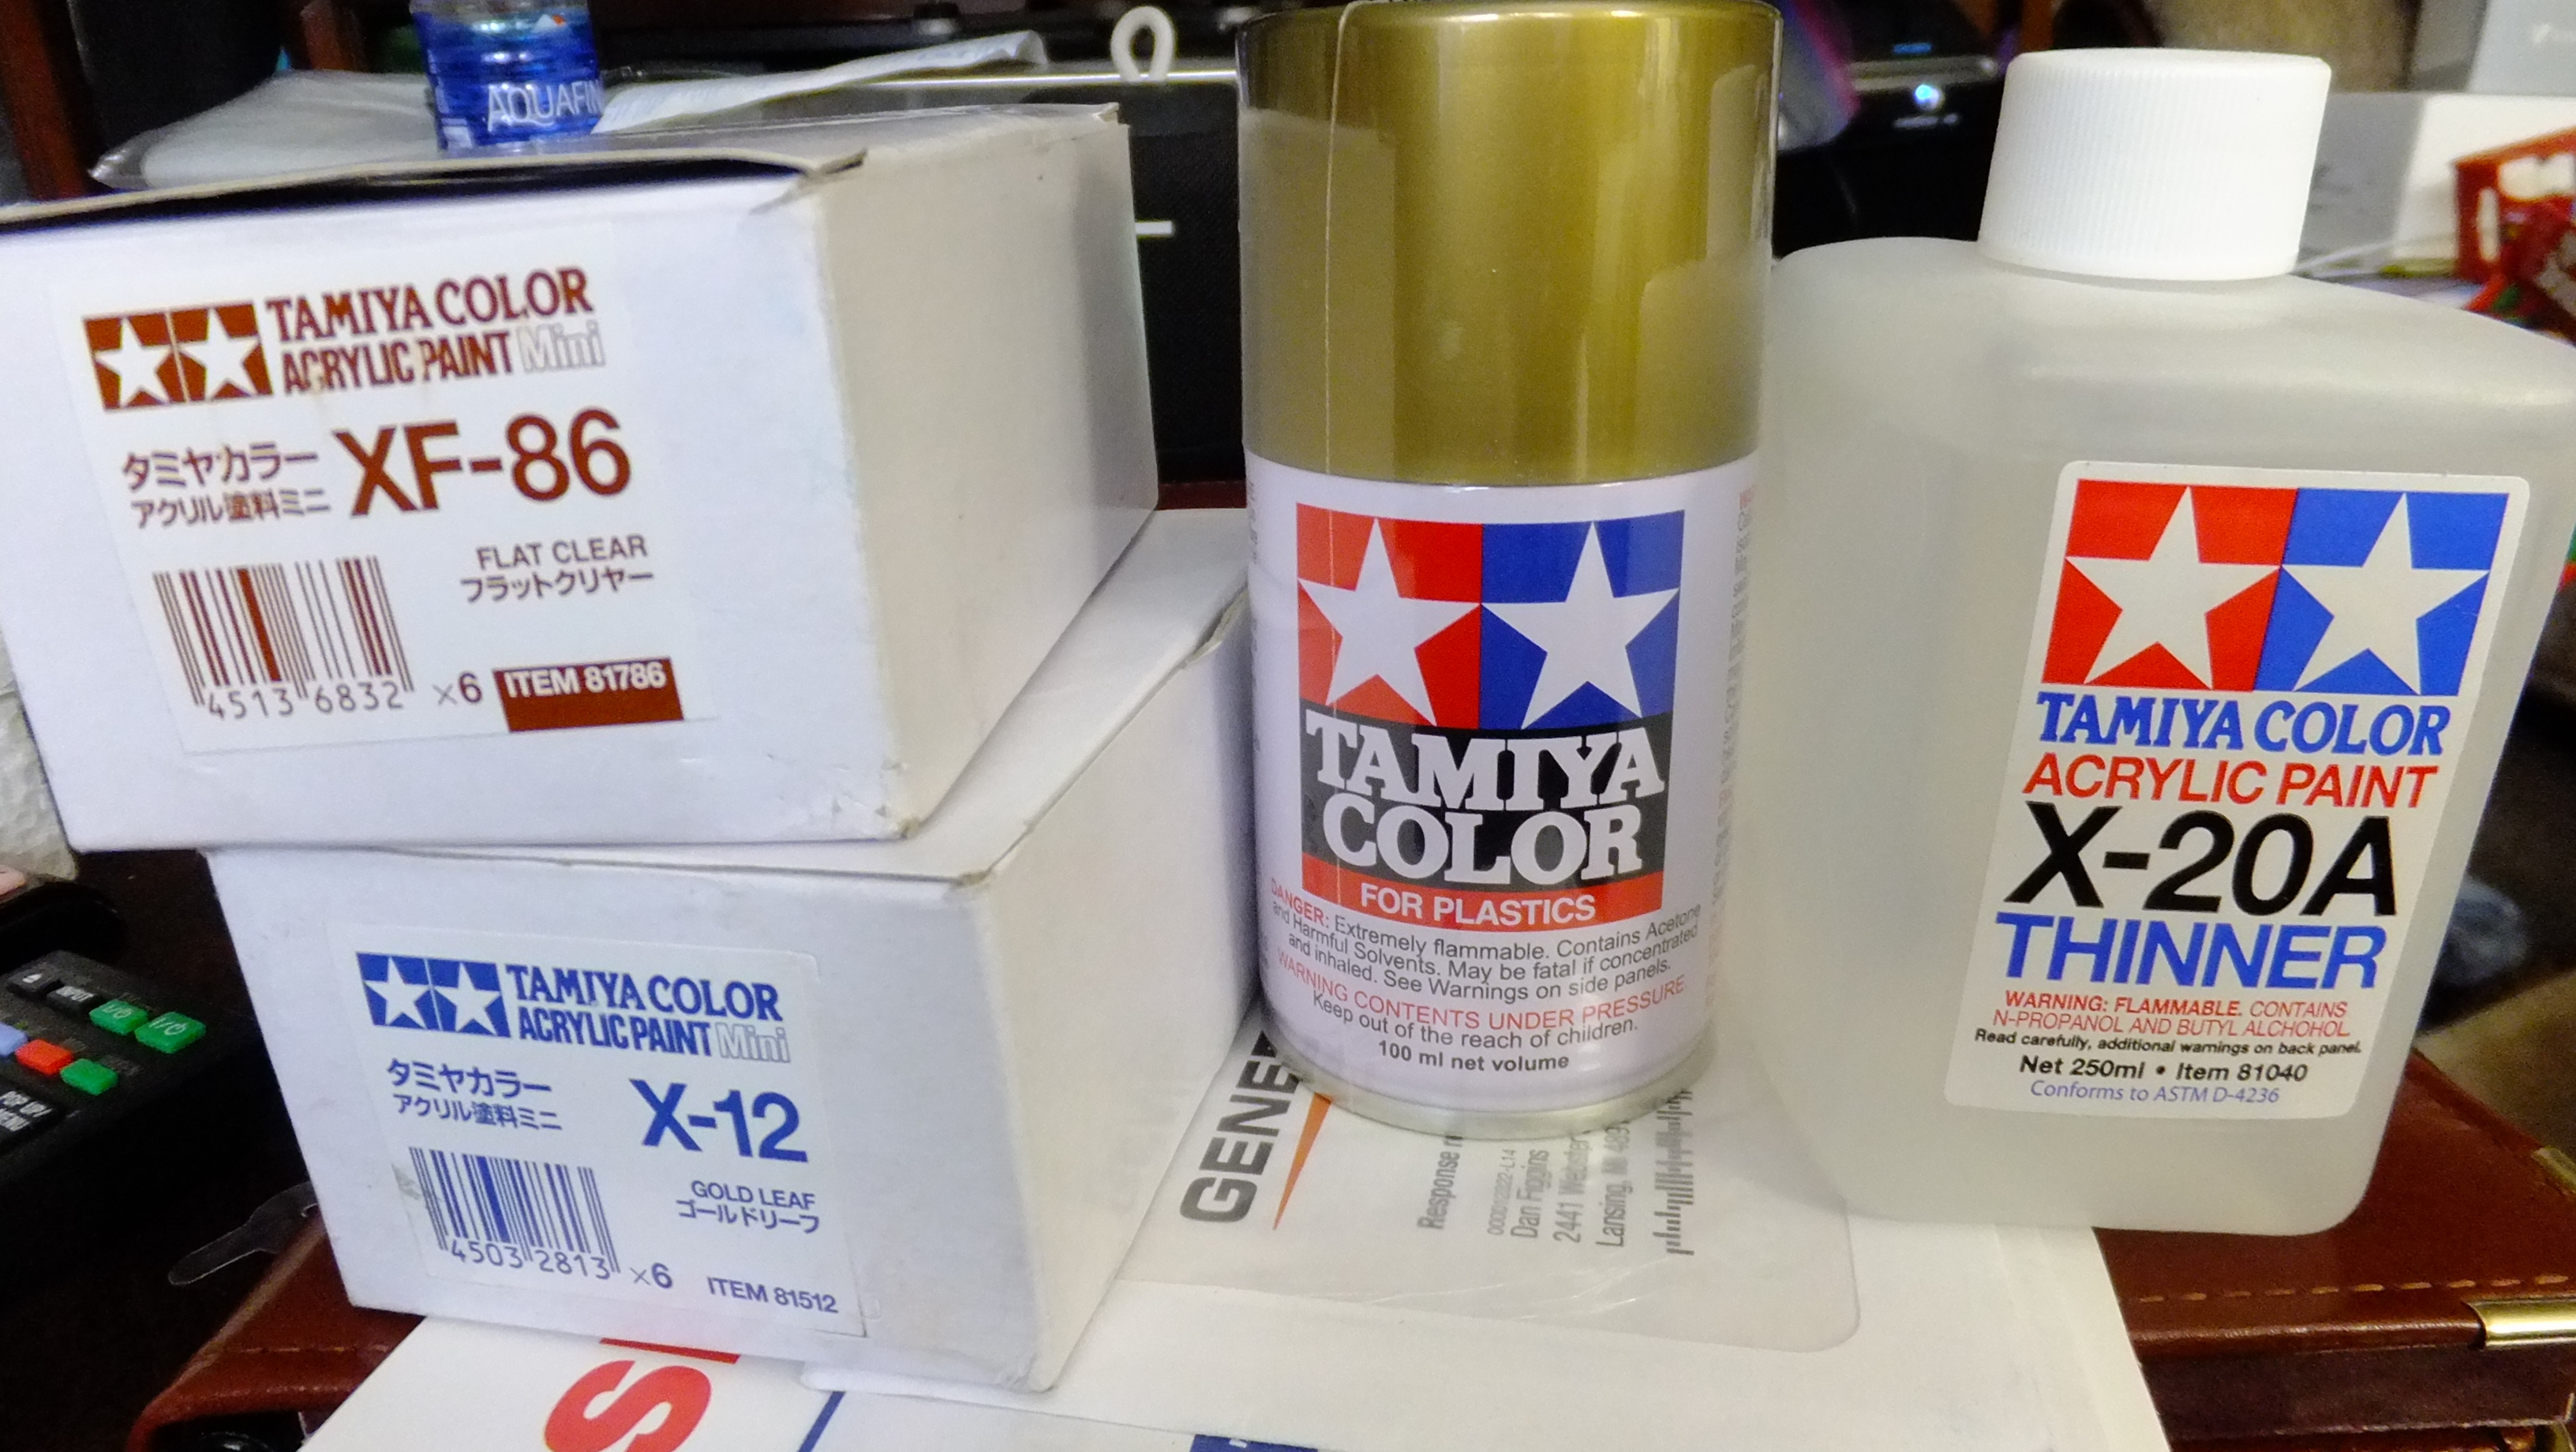 AQUAFIN
TAMIYA COLOR
ACRYLIC PAINT Mini
タミヤカラー
アクリル塗料ミニ
XF-86
FLAT CLEAR
フラットクリヤー
4513 6832
×6
ITEM 81786
TAMIYA COLOR
ACRYLIC PAINT Mini
タミヤカラー
アクリル塗料ミニ
X-12
GOLD LEAF
ゴールドリーフ
4503 2813
×6
ITEM 81512
TAMIYA
COLOR
FOR PLASTICS
DANGER: Extremely flammable. Contains Acetone
and Harmful Solvents. May be fatal if concentrated
and inhaled. See Warnings on side panels.
WARNING CONTENTS UNDER PRESSURE
Keep out of the reach of children.
100 ml net volume
TAMIYA COLOR
ACRYLIC PAINT
X-20A
THINNER
WARNING: FLAMMABLE. CONTAINS
N-PROPANOL AND BUTYL ALCHOHOL.
Read carefully, additional warnings on back panel.
Net 250ml • Item 81040
Conforms to ASTM D-4236
GENE
Response
Dan Figgins
2441 Webster
Lansing, MI
S